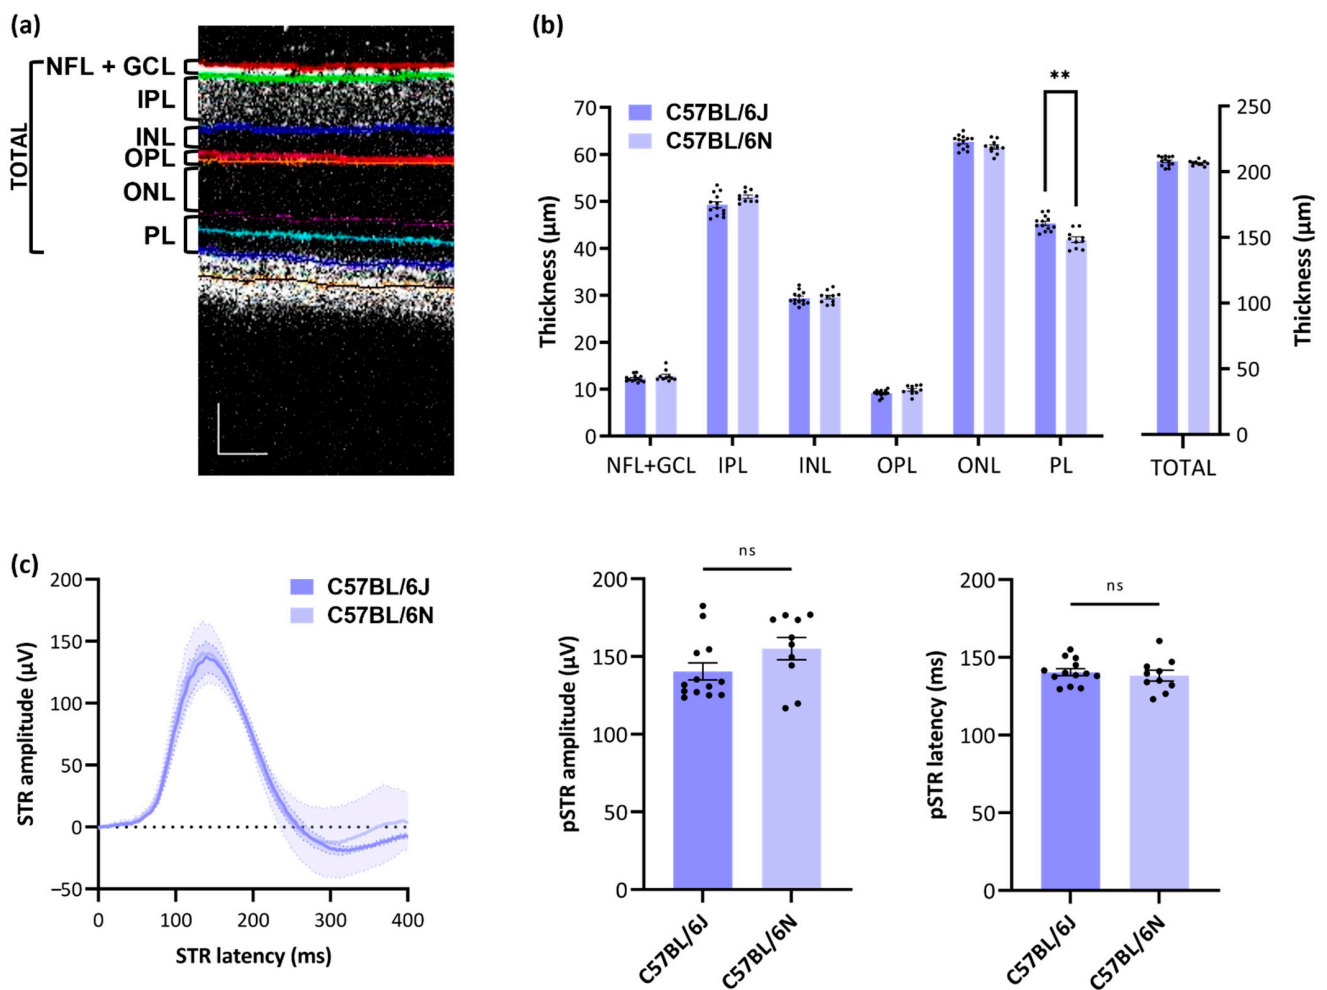 (a)
NFL + GCL
IPL
INL
OPL
ONL
PL
TOTAL
(b)
**
C57BL/6J
C57BL/6N
70
60
50
40
30
20
10
0
Thickness (µm)
250
200
150
100
50
0
Thickness (µm)
NFL+GCL IPL INL OPL ONL PL TOTAL
(c)
C57BL/6J
C57BL/6N
200
150
100
50
0
−50
STR amplitude (µV)
0 100 200 300 400
STR latency (ms)
ns
200
150
100
50
0
pSTR amplitude (µV)
C57BL/6J C57BL/6N
ns
200
150
100
50
0
pSTR latency (ms)
C57BL/6J C57BL/6N